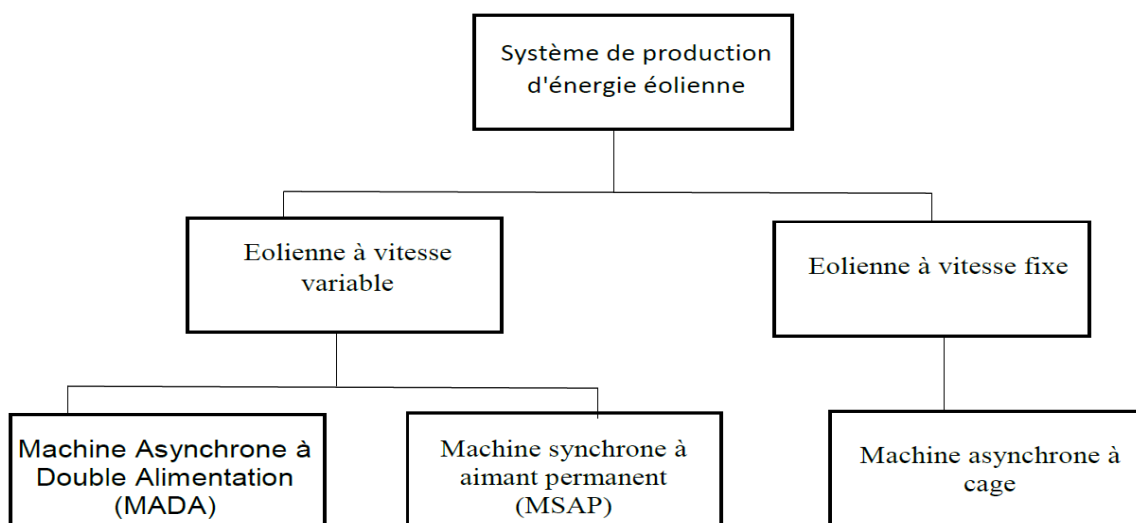 Système de production
d'énergie éolienne
Eolienne à vitesse
variable
Eolienne à vitesse fixe
Machine Asynchrone à
Double Alimentation
(MADA)
Machine synchrone à
aimant permanent
(MSAP)
Machine asynchrone à
cage